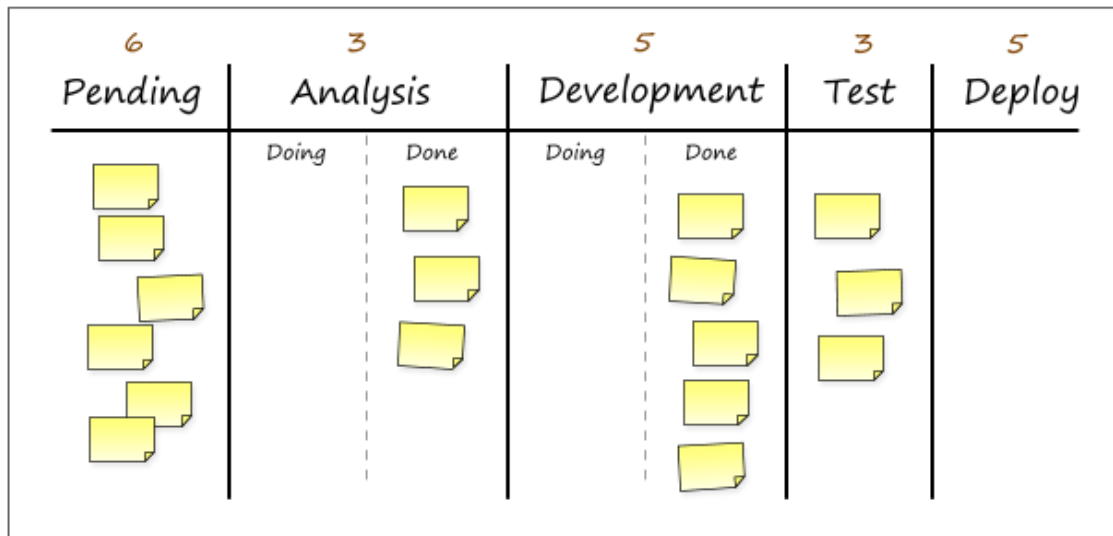 6 3 5 3 5
Pending Analysis Development Test Deploy
Doing Done Doing Done